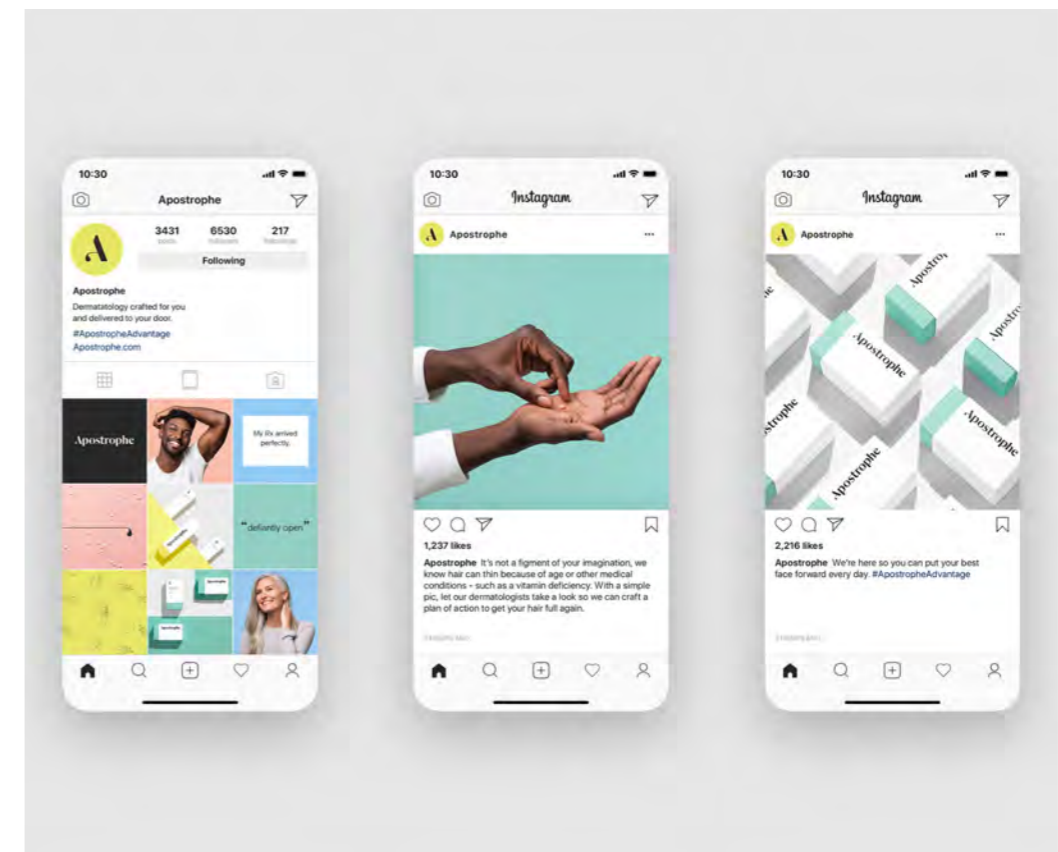 10:30
Apostrophe
A
3431 6530 217
posts followers
Following
Apostrophe
Dermatatology crafted for you
and delivered to your door.
#ApostropheAdvantage
Apostrophe.com
Apostrophe
My Rx arrived
perfectly.
“defiantly open”
10:30
Instagram
A Apostrophe
1,237 likes
Apostrophe It's not a figment of your imagination, we
know hair can thin because of age or other medical
conditions - such as a vitamin deficiency. With a simple
pic, let our dermatologists take a look so we can craft a
plan of action to get your hair full again.
10:30
Instagram
A Apostrophe
Apostrophe
Apostrophe
Apostrophe
Apostrophe
2,216 likes
Apostrophe We're here so you can put your best
face forward every day. #ApostropheAdvantage